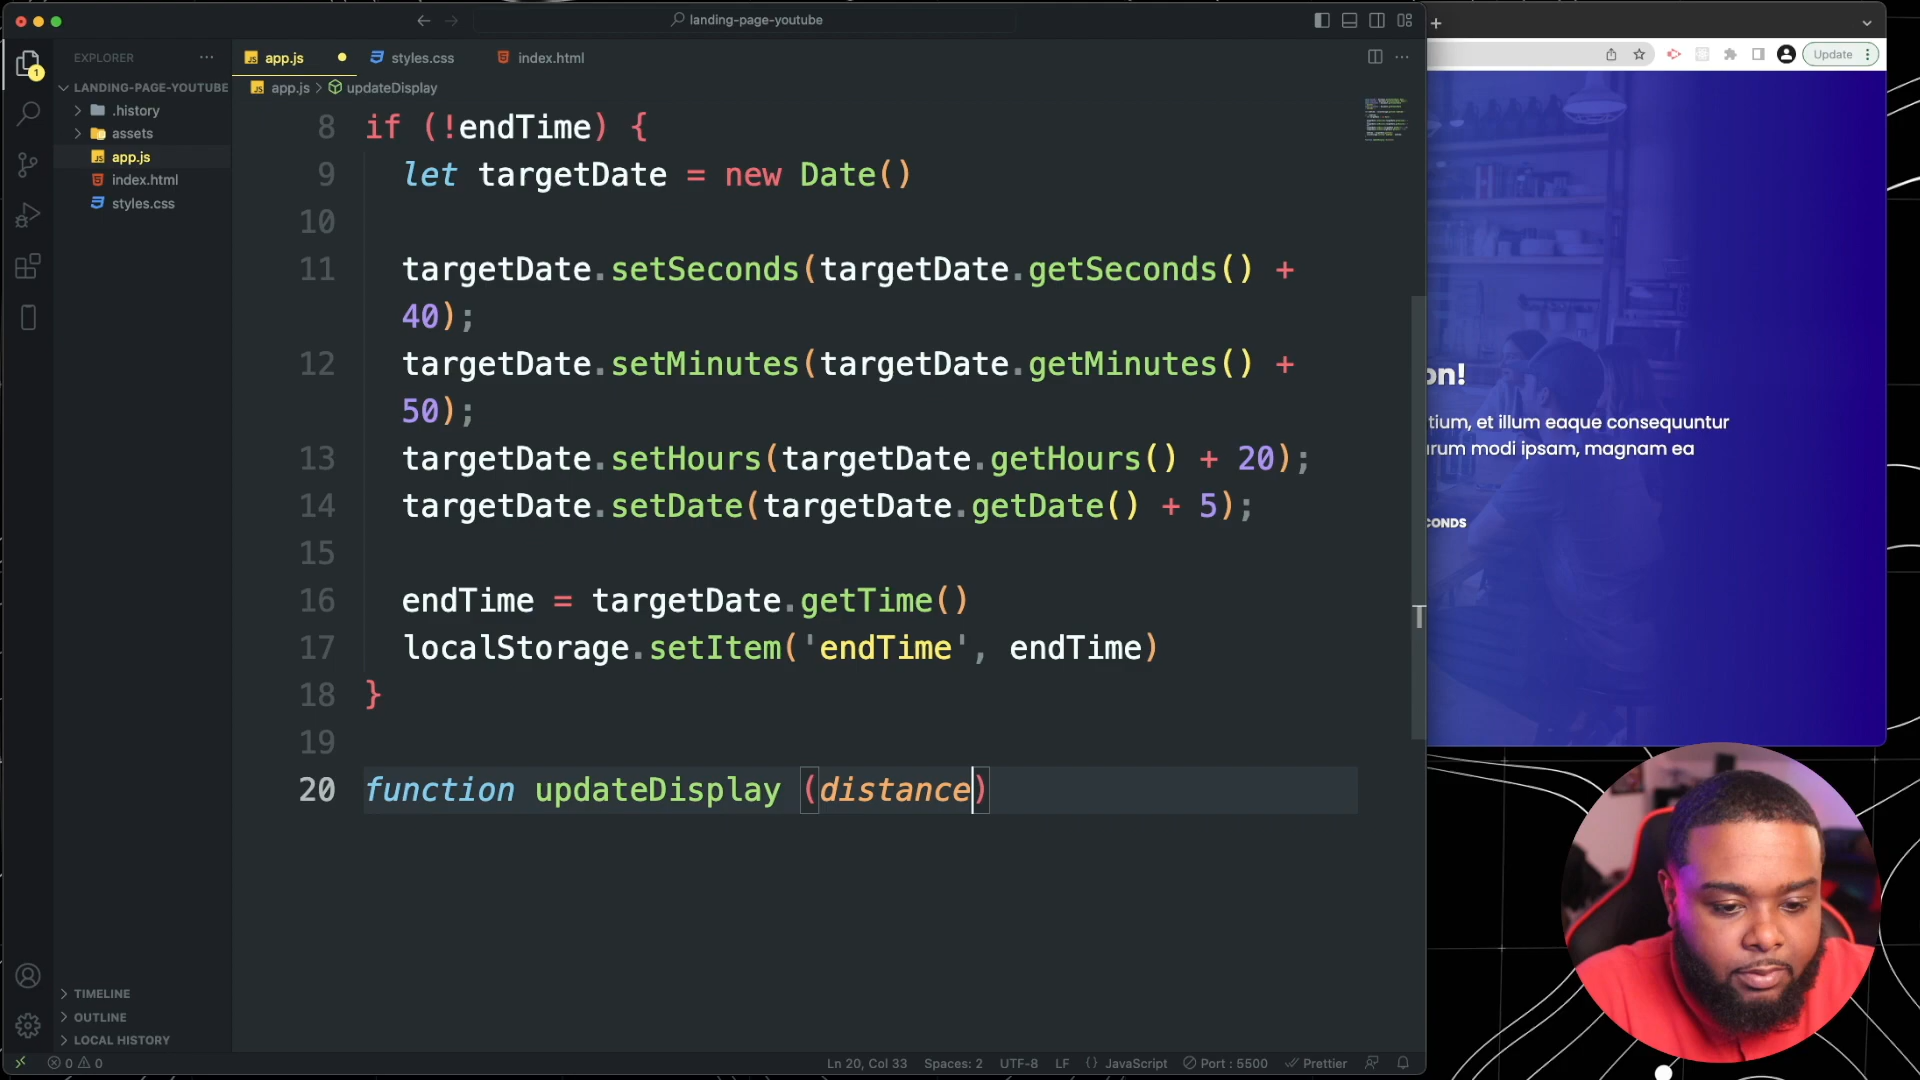 landing-page-youtube
EXPLORER
app.js
styles.css
index.html
Update
LANDING-PAGE-YOUTUBE
app.js > updateDisplay
.history
assets
app.js
index.html
styles.css
1
8 if (!endTime) {
9 let targetDate = new Date()
10
11 targetDate.setSeconds(targetDate.getSeconds() +
40);
12 targetDate.setMinutes(targetDate.getMinutes() +
50);
13 targetDate.setHours(targetDate.getHours() + 20);
14 targetDate.setDate(targetDate.getDate() + 5);
15
16 endTime = targetDate.getTime()
17 localStorage.setItem('endTime', endTime)
18 }
19
20 function updateDisplay (distance)
on!
tium, et illum eaque consequuntur
rum modi ipsam, magnam ea
CONDS
TIMELINE
OUTLINE
LOCAL HISTORY
0 0
Ln 20, Col 33
Spaces: 2
UTF-8
LF
{} JavaScript
Port : 5500
Prettier